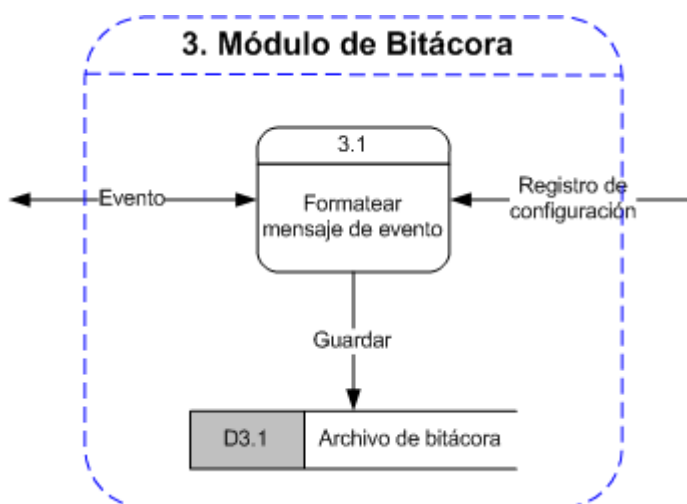 3. Módulo de Bitácora
3.1
Evento
Formatear
mensaje de evento
Registro de
configuración
Guardar
D3.1
Archivo de bitácora